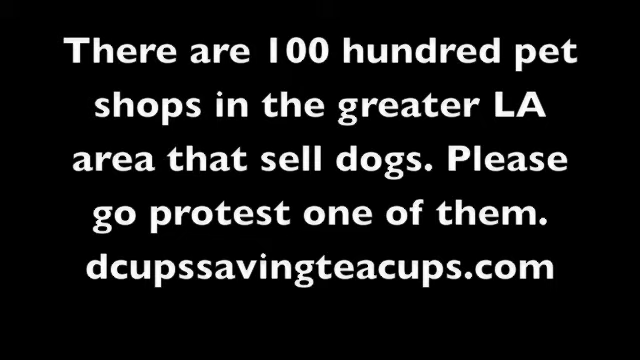 There are 100 hundred pet
shops in the greater LA
area that sell dogs. Please
go protest one of them.
dcupssavingteacups.com